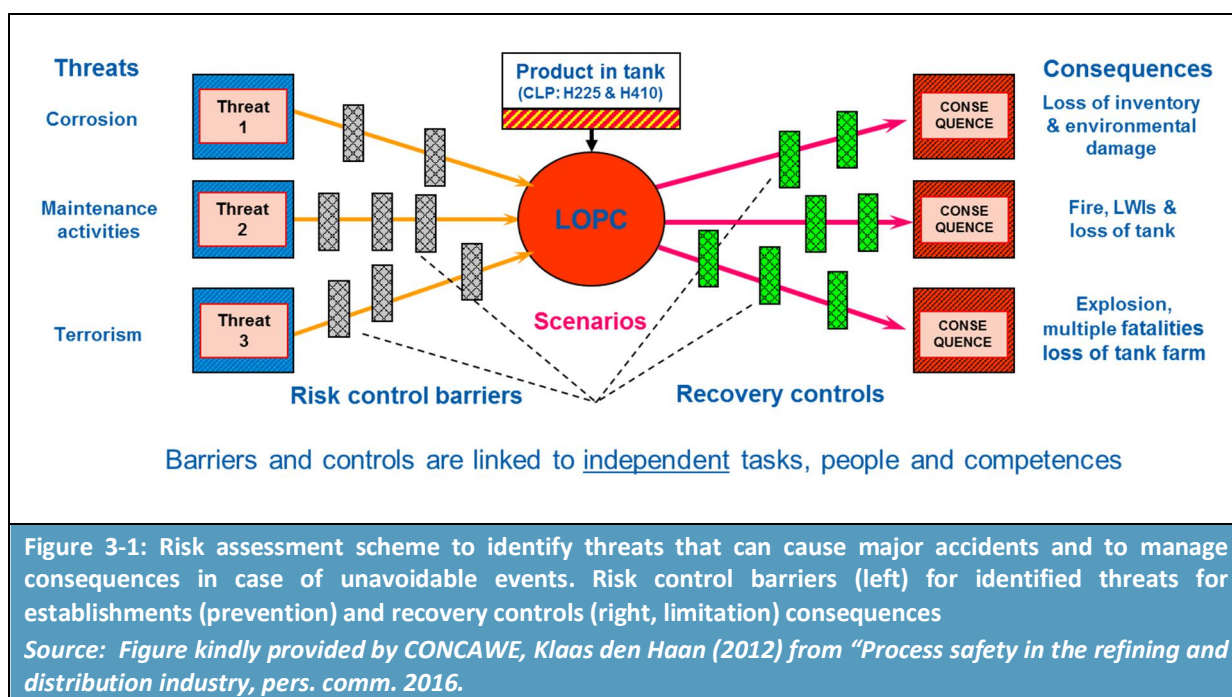 Threats
Product in tank
(CLP: H225 & H410)
Consequences
Corrosion
Threat
1
CONSE
QUENCE
Loss of inventory
& environmental
damage
Maintenance
activities
Threat
2
LOPC
CONSE
QUENCE
Fire, LWIs &
loss of tank
Terrorism
Threat
3
Scenarios
CONSE
QUENCE
Explosion,
multiple fatalities
loss of tank farm
Risk control barriers
Recovery controls
Barriers and controls are linked to independent tasks, people and competences
Figure 3-1: Risk assessment scheme to identify threats that can cause major accidents and to manage
consequences in case of unavoidable events. Risk control barriers (left) for identified threats for
establishments (prevention) and recovery controls (right, limitation) consequences
Source: Figure kindly provided by CONCAWE, Klaas den Haan (2012) from “Process safety in the refining and
distribution industry, pers. comm. 2016.